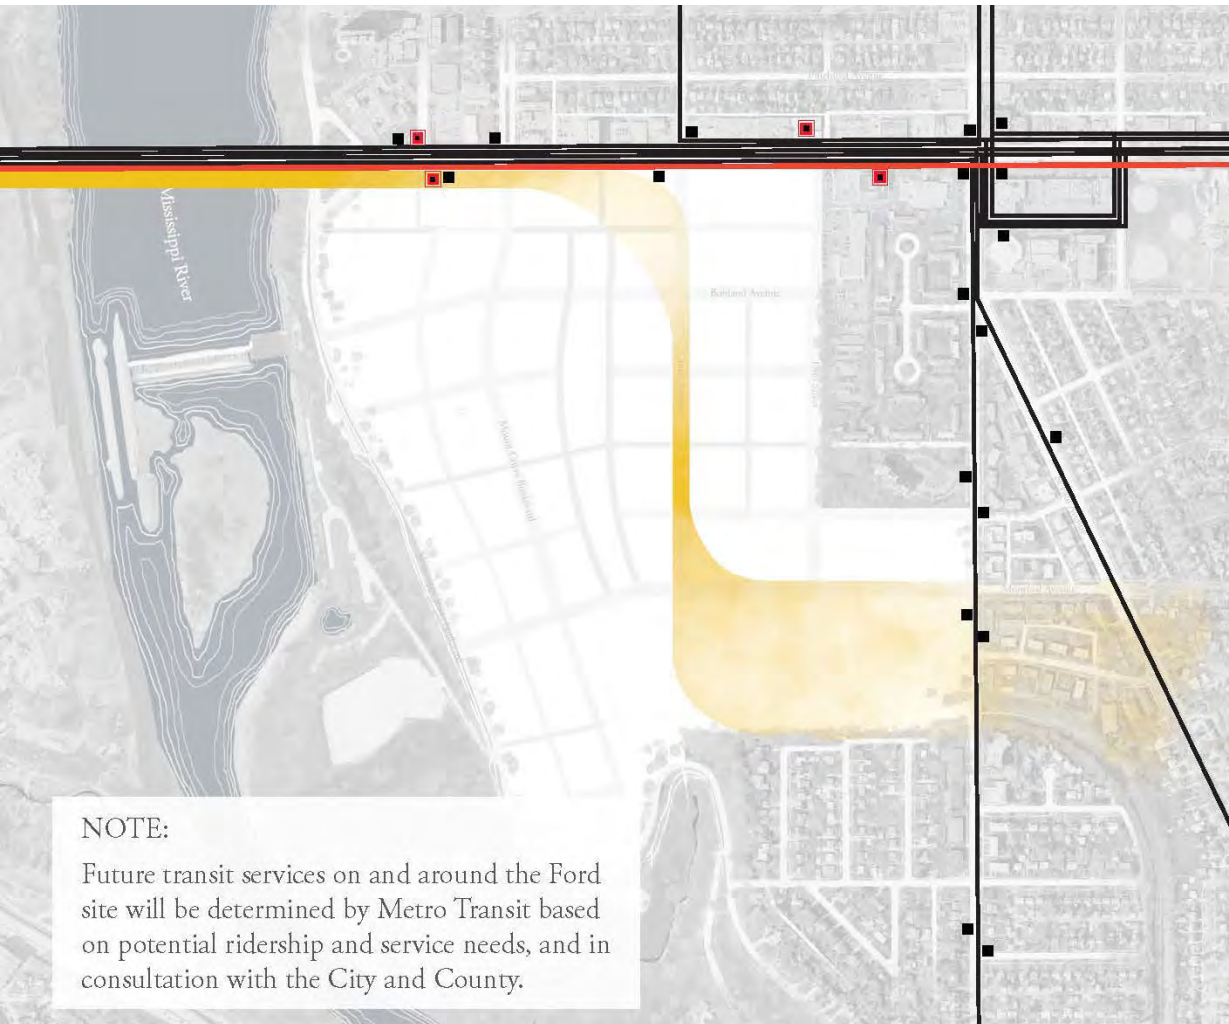 Mississippi River
NOTE:
Future transit services on and around the Ford
site will be determined by Metro Transit based
on potential ridership and service needs, and in
consultation with the City and County.